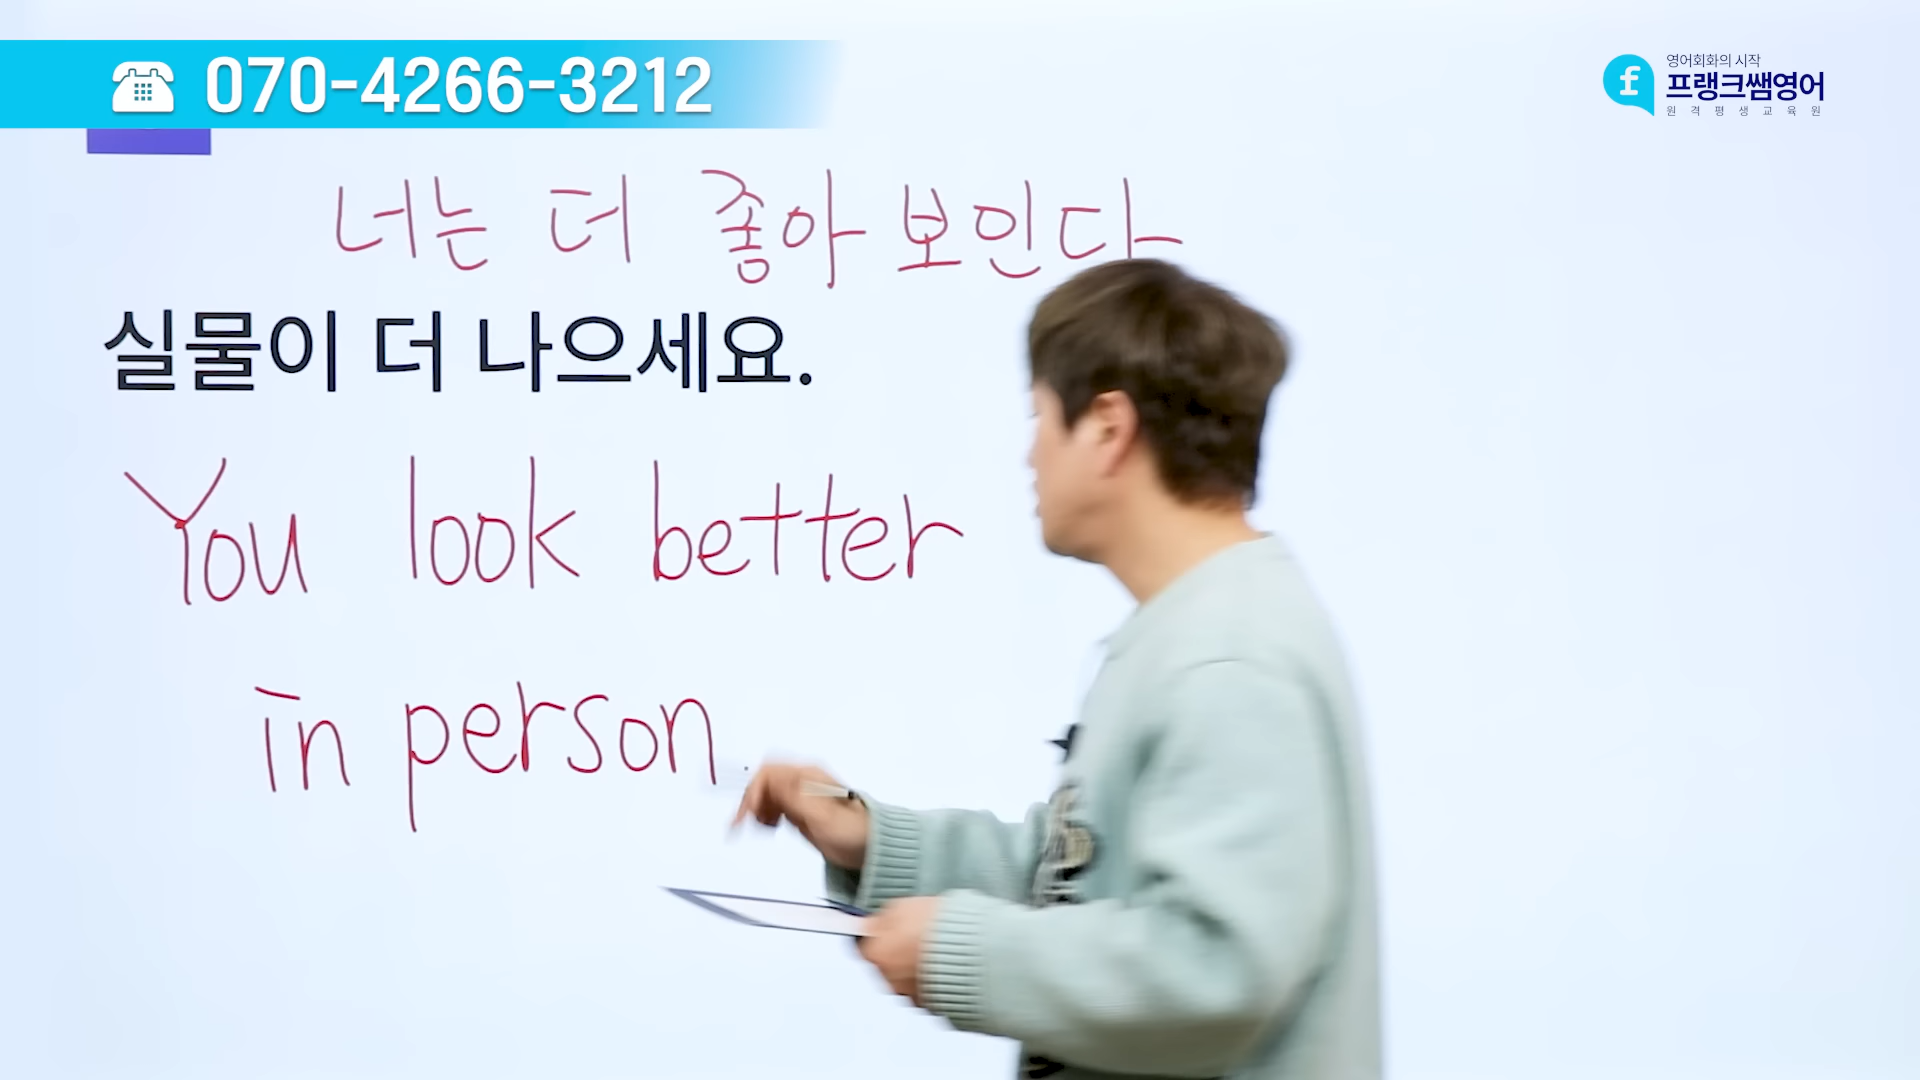 070-4266-3212
영어회화의 시작
프랭크쌤영어
원격평생교육원
너는 더 좋아 보인다
실물이 더 나으세요.
You look better
in person.